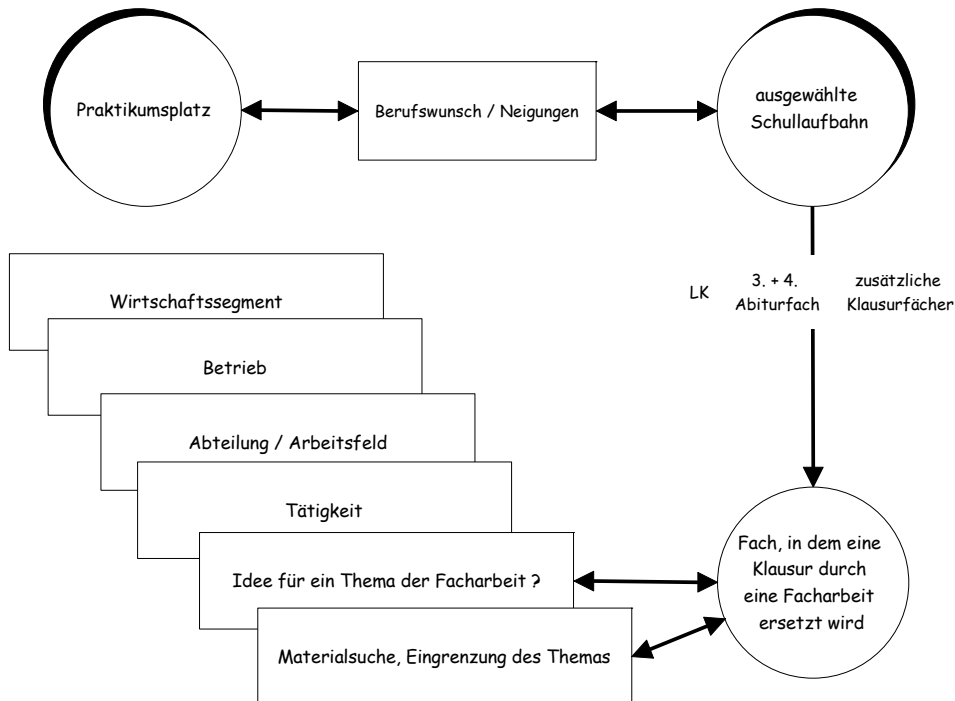 Praktikumsplatz
Berufswunsch / Neigungen
ausgewählte
Schullaufbahn
LK
3. + 4.
Abiturfach
zusätzliche
Klausurfächer
Wirtschaftssegment
Betrieb
Abteilung / Arbeitsfeld
Tätigkeit
Idee für ein Thema der Facharbeit ?
Materialsuche, Eingrenzung des Themas
Fach, in dem eine
Klausur durch
eine Facharbeit
ersetzt wird